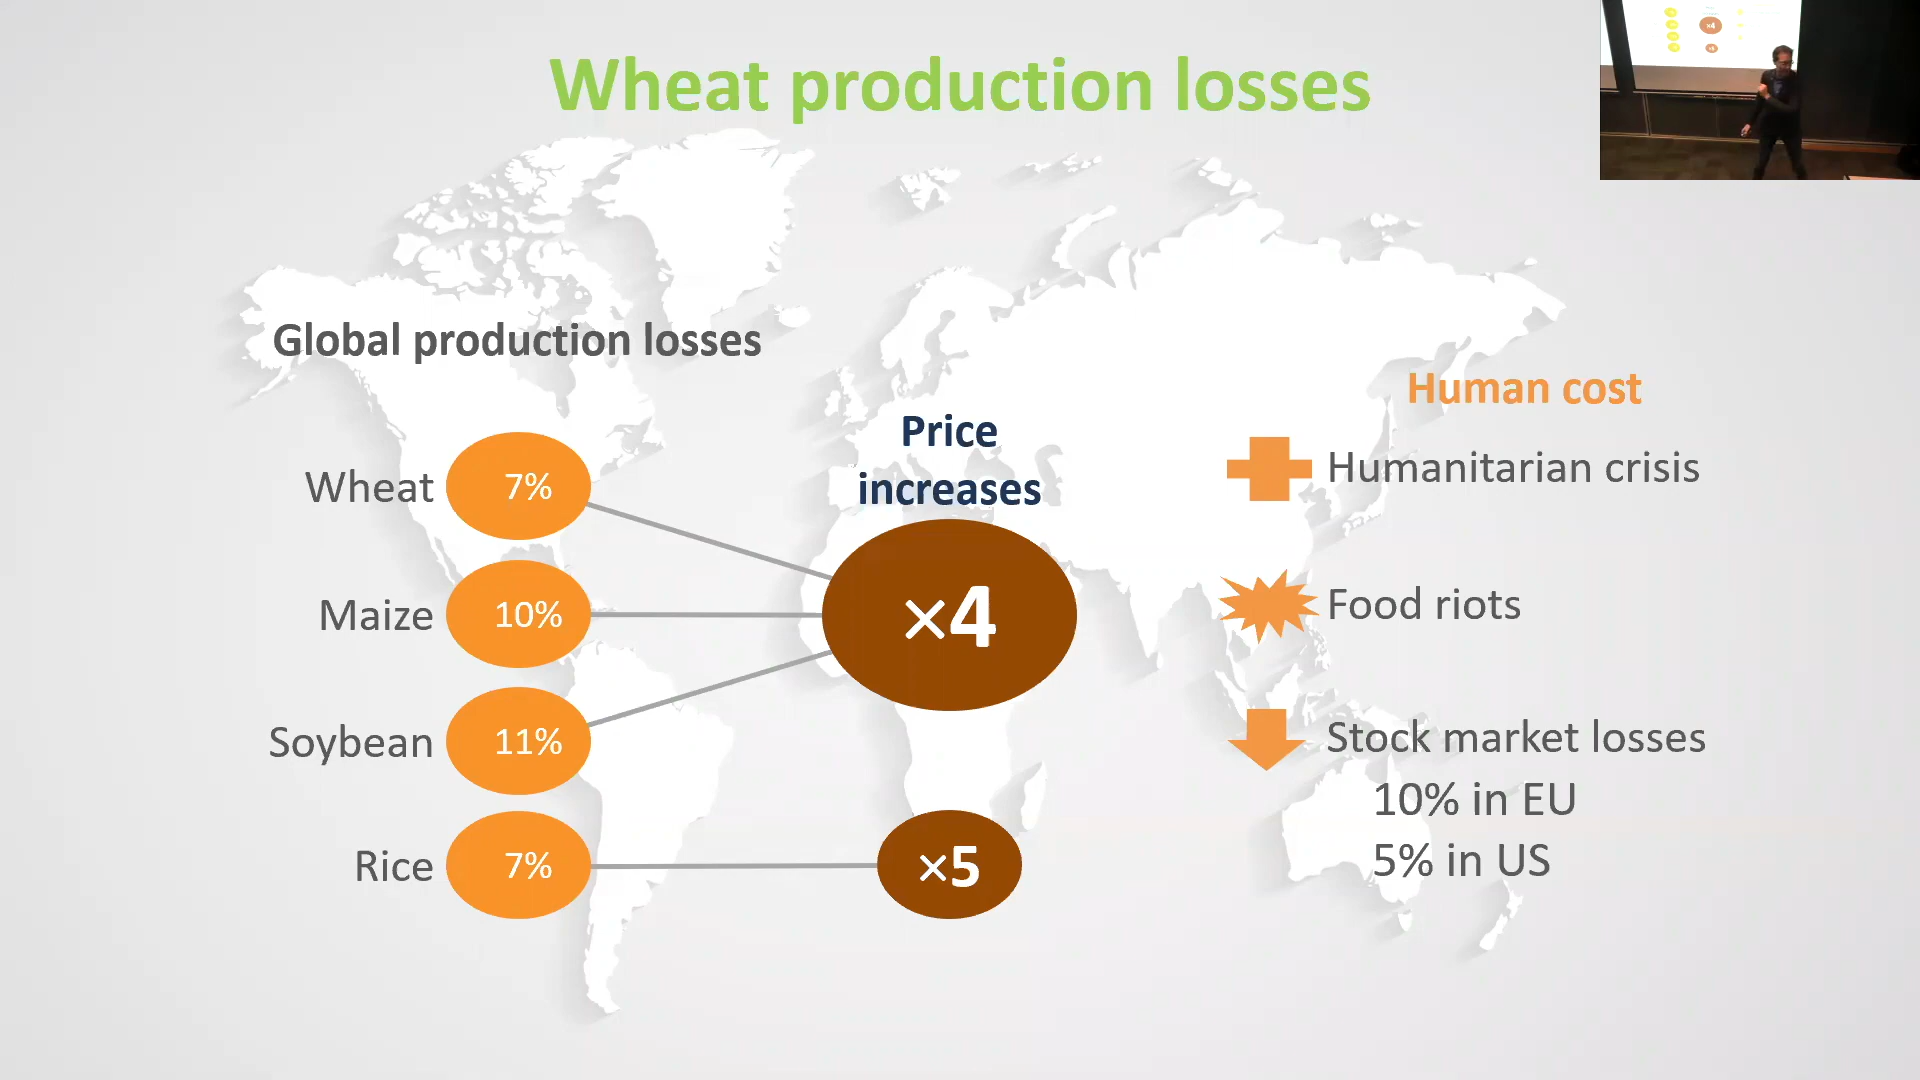 Wheat production losses
Global production losses
Wheat 7%
Maize 10%
Soybean 11%
Rice 7%
Price
increases
×4
×5
Human cost
Humanitarian crisis
Food riots
Stock market losses
10% in EU
5% in US
×4